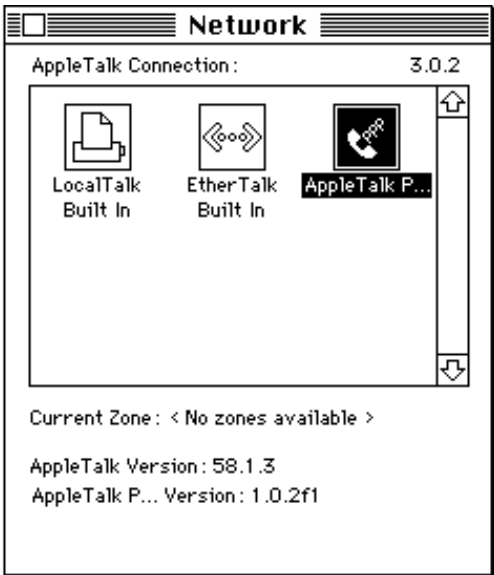 Network
AppleTalk Connection: 3.0.2
LocalTalk Built In
EtherTalk Built In
AppleTalk P...
Current Zone: < No zones available >
AppleTalk Version: 58.1.3
AppleTalk P... Version: 1.0.2f1